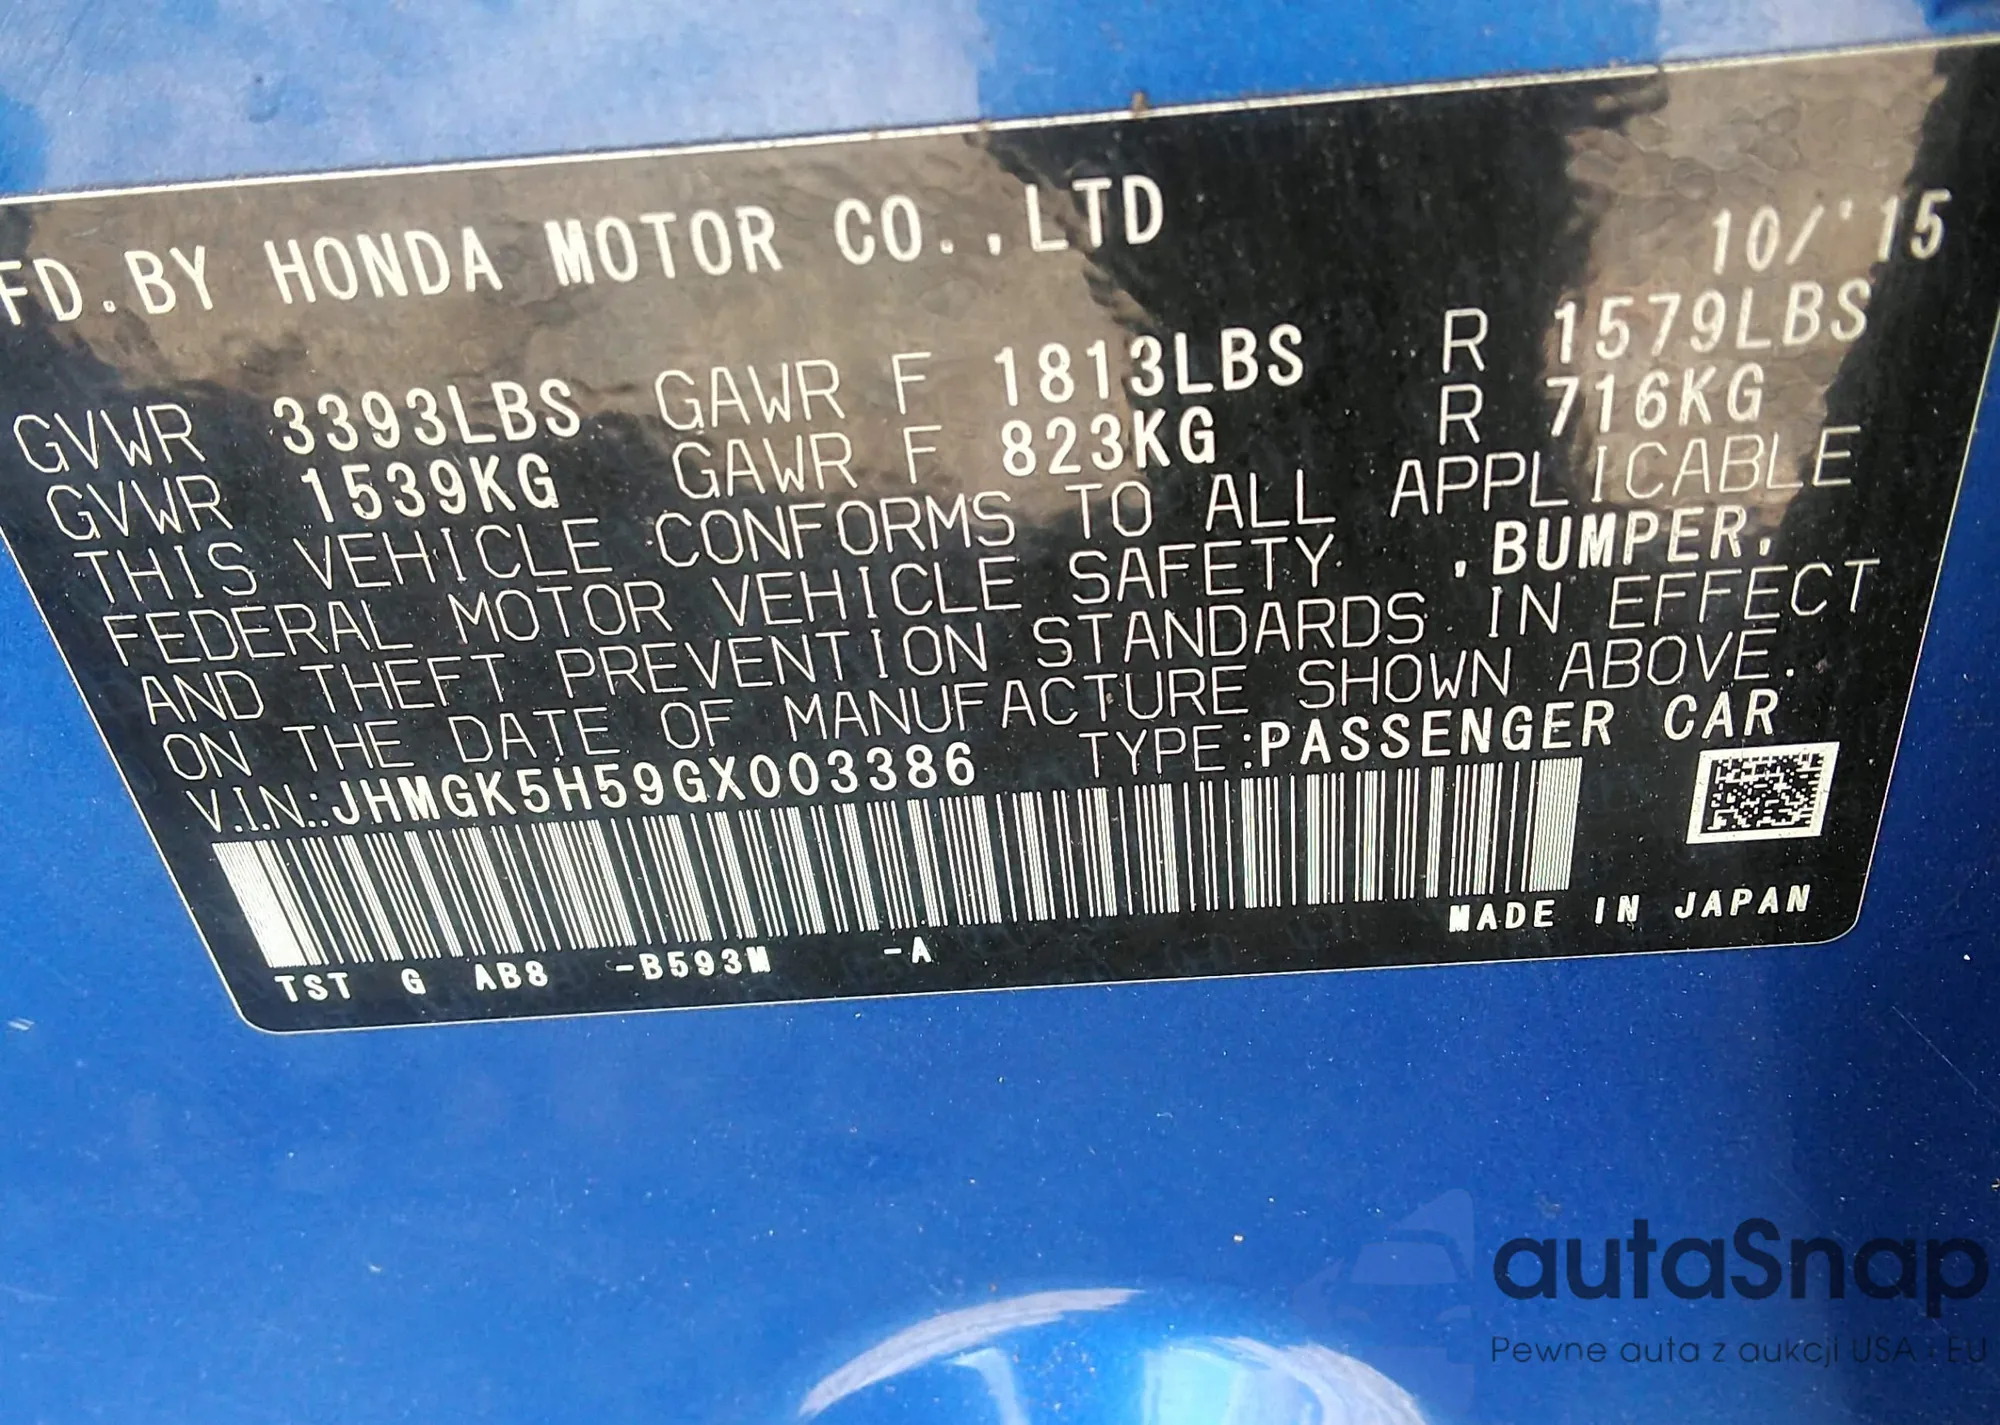 FD.BY HONDA MOTOR CO.,LTD 10/'15
GVWR 3393LBS GAWR F 1813LBS R 1579LBS
GVWR 1539KG GAWR F 823KG R 716KG
THIS VEHICLE CONFORMS TO ALL APPLICABLE
FEDERAL MOTOR VEHICLE SAFETY ,BUMPER,
AND THEFT PREVENTION STANDARDS IN EFFECT
ON THE DATE OF MANUFACTURE SHOWN ABOVE.
V.I.N.:JHMGK5H59GX003386 TYPE:PASSENGER CAR
MADE IN JAPAN
TST G AB8 -B593M -A
autaSnap
Pewne auta z aukcji USA i EU